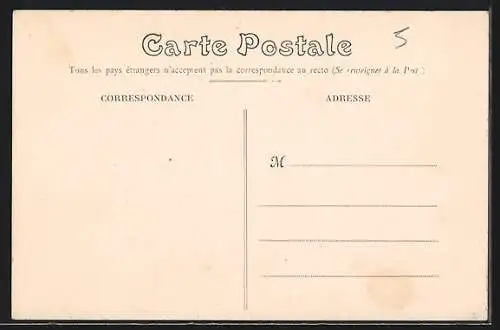 Carte Postale
5
Tous les pays étrangers n'acceptent pas la correspondance au recto (Se renseigner à la Poste)
CORRESPONDANCE
ADRESSE
M